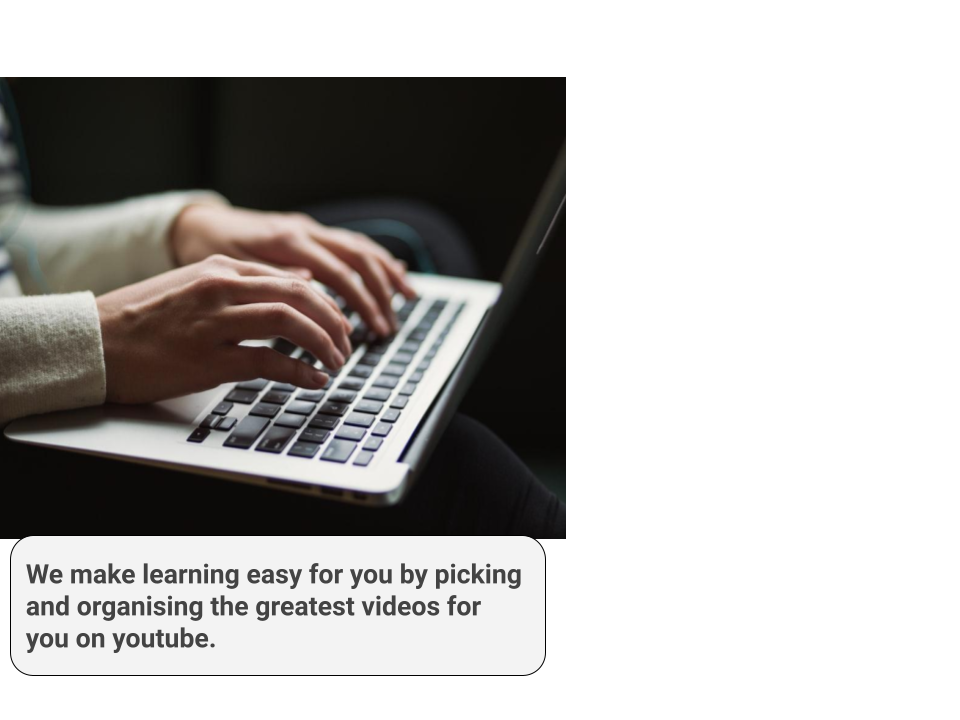 We make learning easy for you by picking
and organising the greatest videos for
you on youtube.